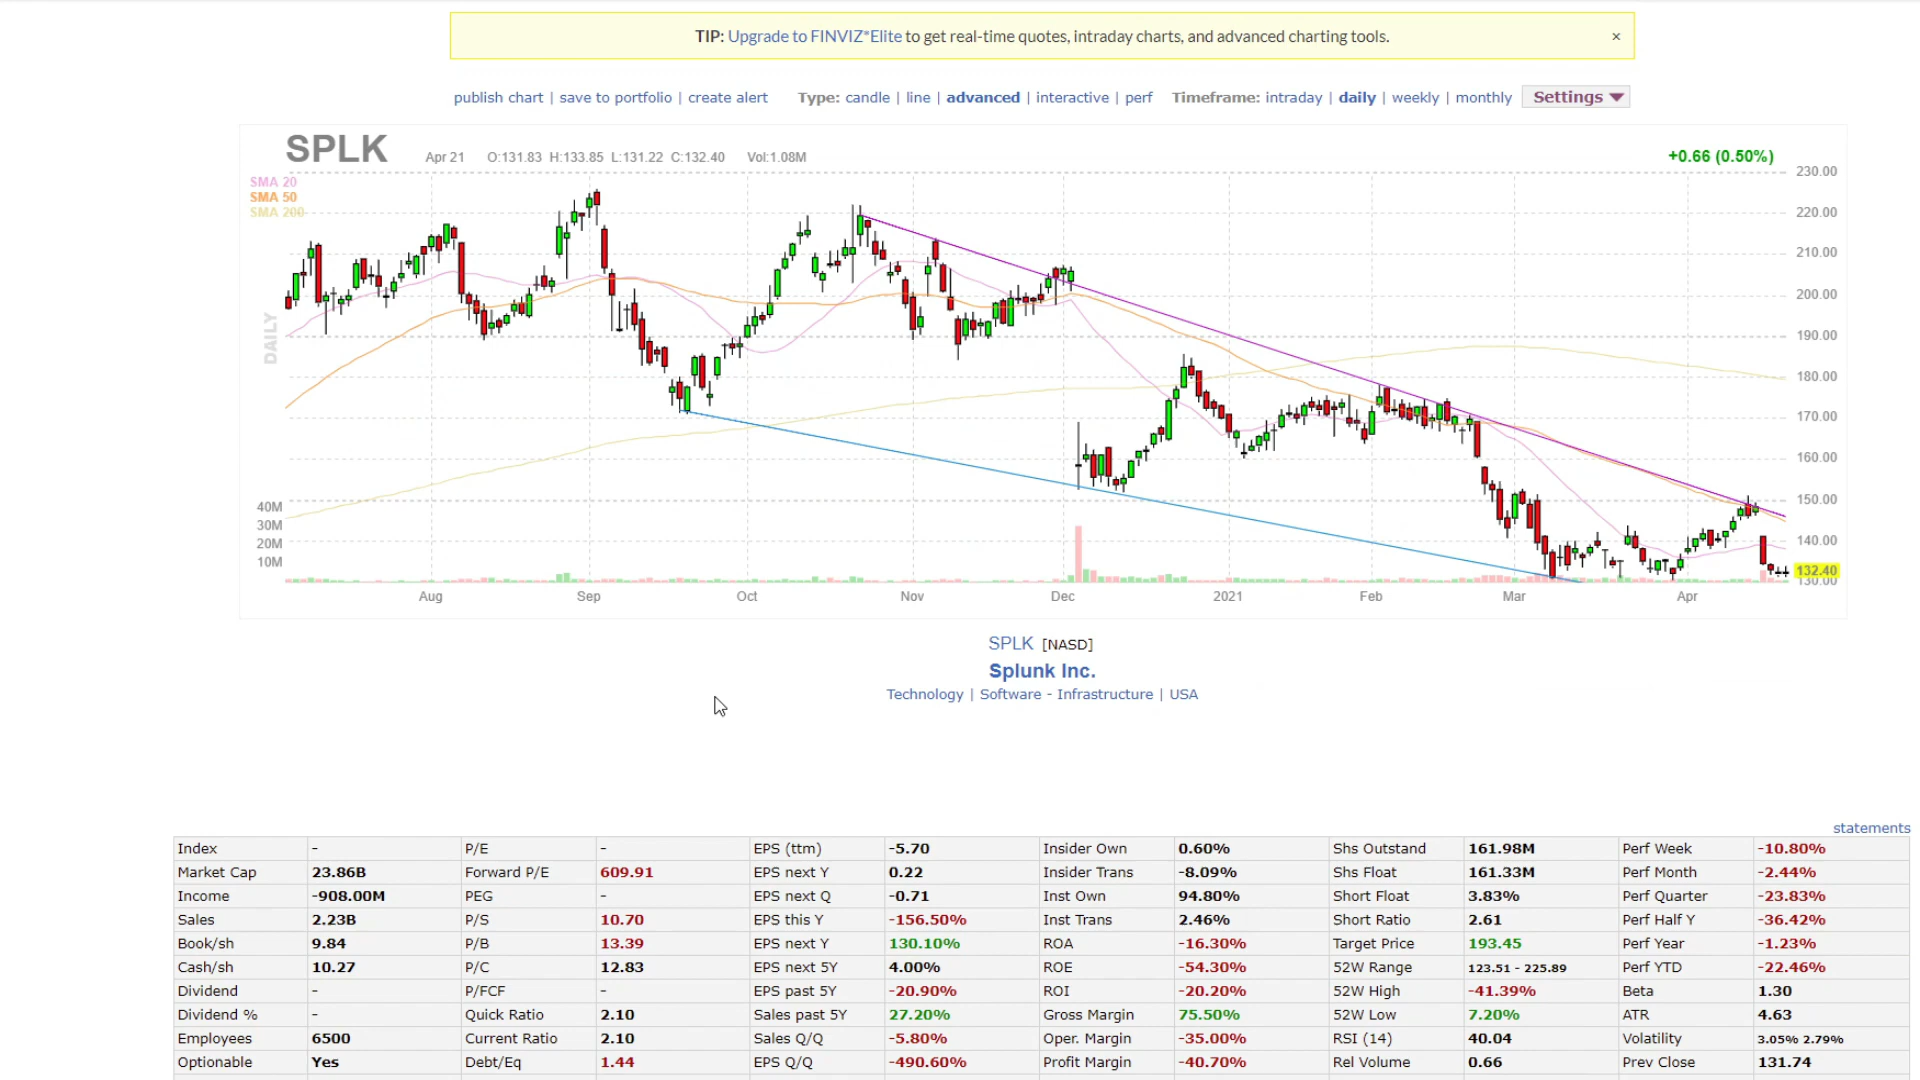 TIP: Upgrade to FINVIZ*Elite to get real-time quotes, intraday charts, and advanced charting tools. ×
publish chart | save to portfolio | create alert Type: candle | line | advanced | interactive | perf Timeframe: intraday | daily | weekly | monthly Settings
SPLK Apr 21 O:131.83 H:133.85 L:131.22 C:132.40 Vol:1.08M +0.66 (0.50%)
SMA 20
SMA 50
SMA 200
DAILY
230.00
220.00
210.00
200.00
190.00
180.00
170.00
160.00
150.00
140.00
132.40
130.00
40M
30M
20M
10M
Aug Sep Oct Nov Dec 2021 Feb Mar Apr
SPLK [NASD]
Splunk Inc.
Technology | Software - Infrastructure | USA
statements
Index - P/E - EPS (ttm) -5.70 Insider Own 0.60% Shs Outstand 161.98M Perf Week -10.80%
Market Cap 23.86B Forward P/E 609.91 EPS next Y 0.22 Insider Trans -8.09% Shs Float 161.33M Perf Month -2.44%
Income -908.00M PEG - EPS next Q -0.71 Inst Own 94.80% Short Float 3.83% Perf Quarter -23.83%
Sales 2.23B P/S 10.70 EPS this Y -156.50% Inst Trans 2.46% Short Ratio 2.61 Perf Half Y -36.42%
Book/sh 9.84 P/B 13.39 EPS next Y 130.10% ROA -16.30% Target Price 193.45 Perf Year -1.23%
Cash/sh 10.27 P/C 12.83 EPS next 5Y 4.00% ROE -54.30% 52W Range 123.51 - 225.89 Perf YTD -22.46%
Dividend - P/FCF - EPS past 5Y -20.90% ROI -20.20% 52W High -41.39% Beta 1.30
Dividend % - Quick Ratio 2.10 Sales past 5Y 27.20% Gross Margin 75.50% 52W Low 7.20% ATR 4.63
Employees 6500 Current Ratio 2.10 Sales Q/Q -5.80% Oper. Margin -35.00% RSI (14) 40.04 Volatility 3.05% 2.79%
Optionable Yes Debt/Eq 1.44 EPS Q/Q -490.60% Profit Margin -40.70% Rel Volume 0.66 Prev Close 131.74